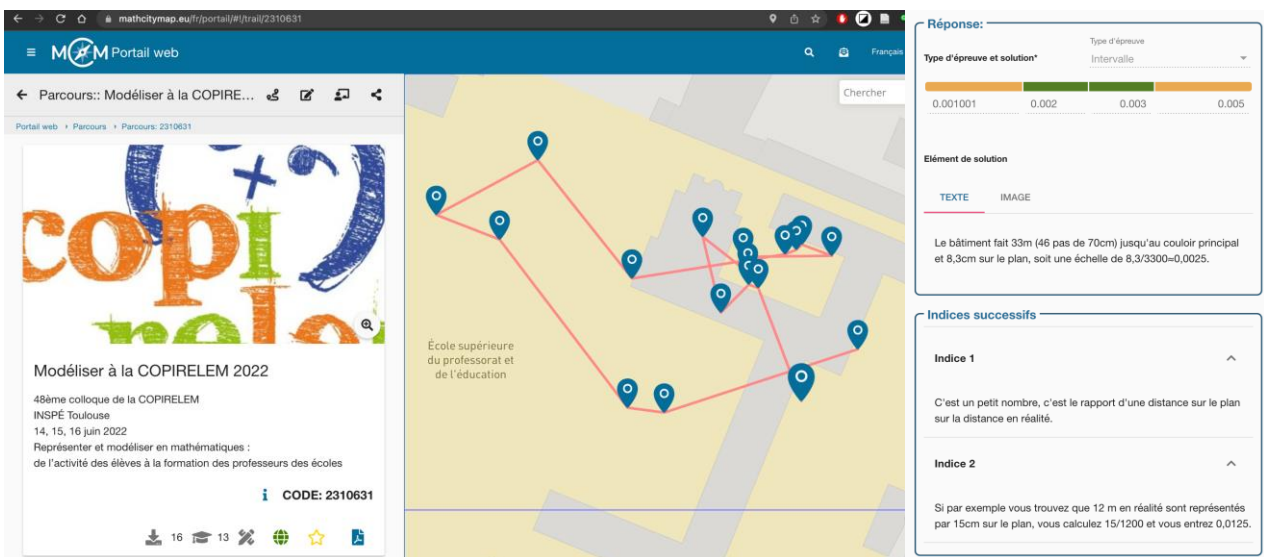 mathcitymap.eu/fr/portail/#!/trail/2310631
MCM Portail web
Français
Parcours:: Modéliser à la COPIRE...
Portail web › Parcours › Parcours: 2310631
copi
relem
Modéliser à la COPIRELEM 2022
48ème colloque de la COPIRELEM
INSPÉ Toulouse
14, 15, 16 juin 2022
Représenter et modéliser en mathématiques :
de l'activité des élèves à la formation des professeurs des écoles
CODE: 2310631
16 13
Chercher
École supérieure
du professorat et
de l'éducation
Réponse:
Type d'épreuve
Type d'épreuve et solution* Intervalle
0.001001 0.002 0.003 0.005
Elément de solution
TEXTE IMAGE
Le bâtiment fait 33m (46 pas de 70cm) jusqu'au couloir principal
et 8,3cm sur le plan, soit une échelle de 8,3/3300≈0,0025.
Indices successifs
Indice 1
C'est un petit nombre, c'est le rapport d'une distance sur le plan
sur la distance en réalité.
Indice 2
Si par exemple vous trouvez que 12 m en réalité sont représentés
par 15cm sur le plan, vous calculez 15/1200 et vous entrez 0,0125.